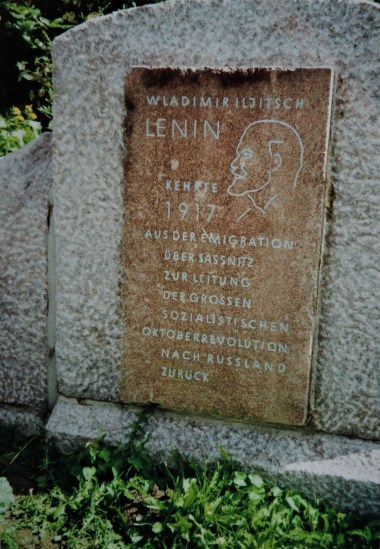 WLADIMIR ILJITSCH
LENIN
KEHRTE
1917
AUS DER EMIGRATION
ÜBER SASSNITZ
ZUR LEITUNG
DER GROSSEN
SOZIALISTISCHEN
OKTOBERREVOLUTION
NACH RUSSLAND
ZURÜCK